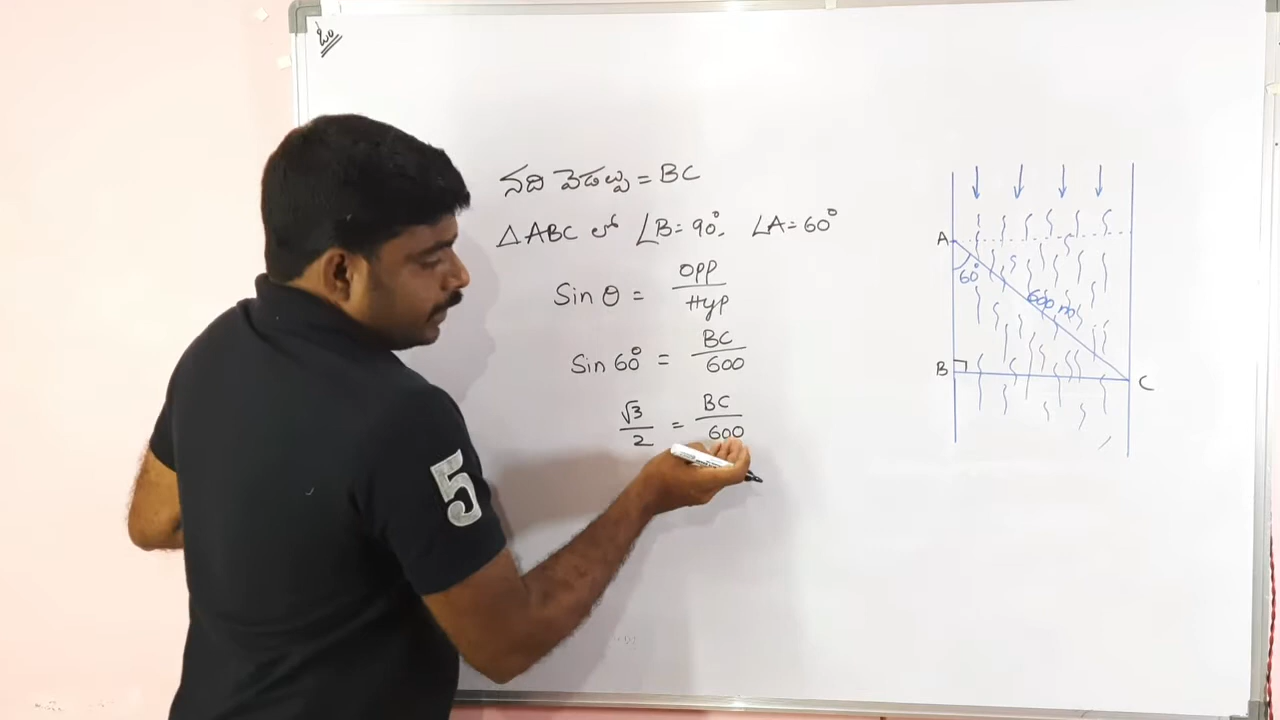 ఓం
నది వెడల్పు = BC
△ABC లో ∠B = 90°, ∠A = 60°
Sin θ = opp / Hyp
Sin 60° = BC / 600
√3 / 2 = BC / 600
A
60°
600 m
B
C
5